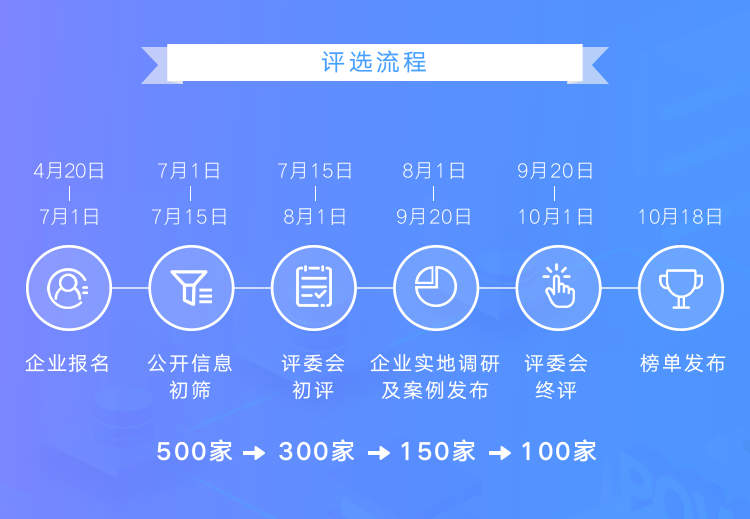 评选流程
4月20日 7月1日 7月15日 8月1日 9月20日
7月1日 7月15日 8月1日 9月20日 10月1日 10月18日
企业报名 公开信息 评委会 企业实地调研 评委会 榜单发布
初筛 初评 及案例发布 终评
500家 → 300家 → 150家 → 100家